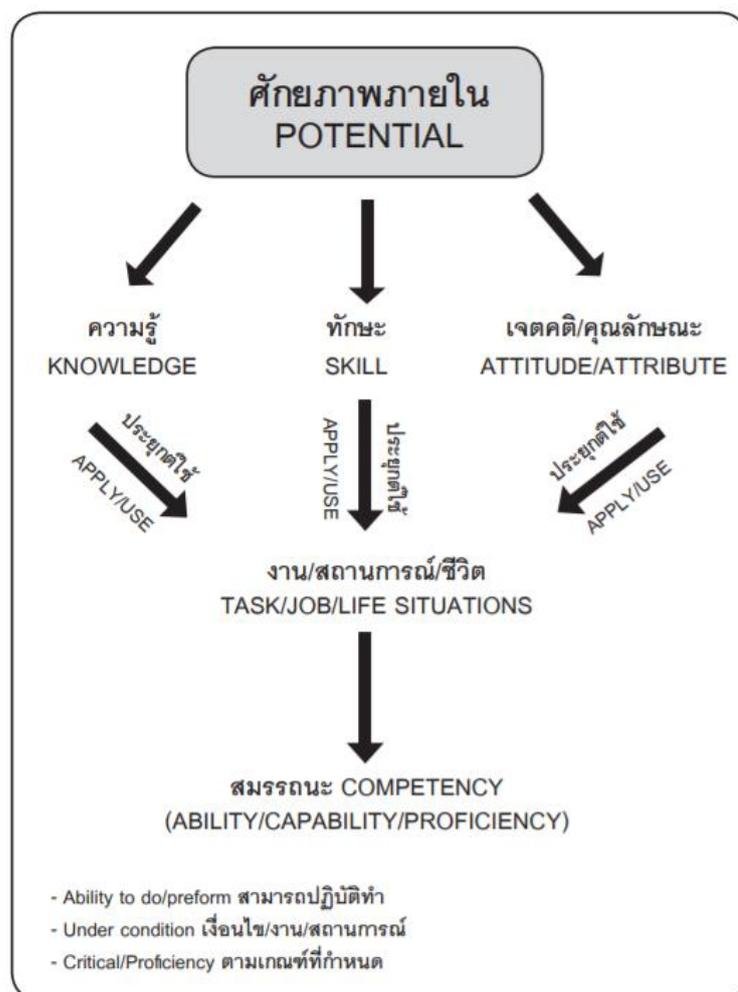 ศักยภาพภายใน
POTENTIAL
ความรู้
KNOWLEDGE
ทักษะ
SKILL
เจตคติ/คุณลักษณะ
ATTITUDE/ATTRIBUTE
ประยุกต์ใช้
APPLY/USE
ประยุกต์ใช้
APPLY/USE
ประยุกต์ใช้
APPLY/USE
งาน/สถานการณ์/ชีวิต
TASK/JOB/LIFE SITUATIONS
สมรรถนะ COMPETENCY
(ABILITY/CAPABILITY/PROFICIENCY)
- Ability to do/preform สามารถปฏิบัติทำ
- Under condition เงื่อนไข/งาน/สถานการณ์
- Critical/Proficiency ตามเกณฑ์ที่กำหนด